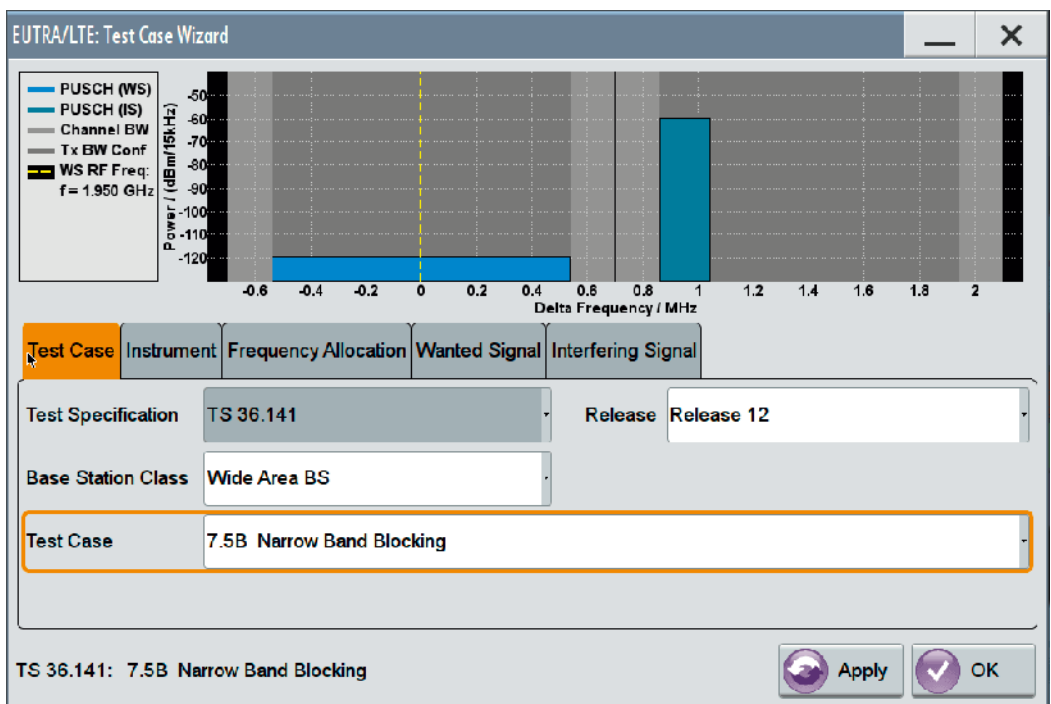 EUTRA/LTE: Test Case Wizard
PUSCH (WS)
PUSCH (IS)
Channel BW
Tx BW Conf
WS RF Freq:
f = 1.950 GHz
Power / (dBm/15kHz)
-50
-60
-70
-80
-90
-100
-110
-120
-0.6 -0.4 -0.2 0 0.2 0.4 0.6 0.8 1 1.2 1.4 1.6 1.8 2
Delta Frequency / MHz
Test Case Instrument Frequency Allocation Wanted Signal Interfering Signal
Test Specification TS 36.141 Release Release 12
Base Station Class Wide Area BS
Test Case 7.5B Narrow Band Blocking
TS 36.141: 7.5B Narrow Band Blocking Apply OK